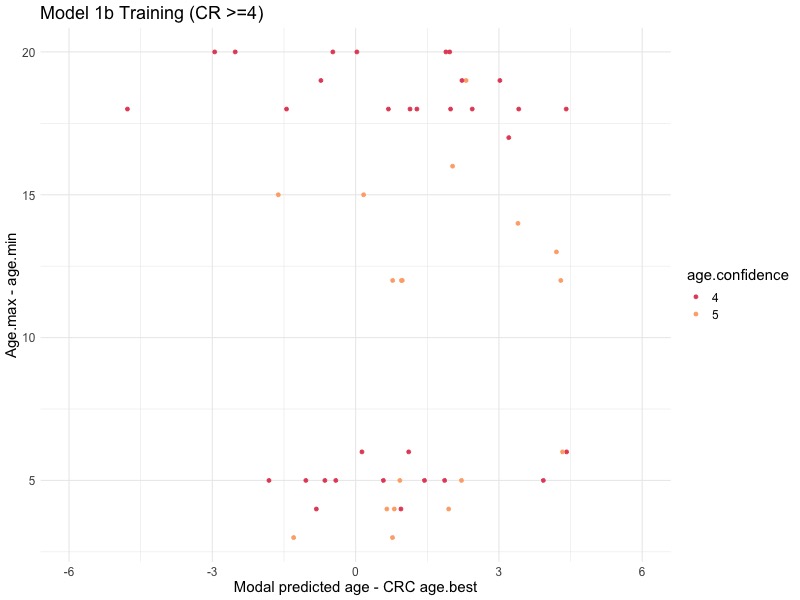 Model 1b Training (CR >=4)
Age.max - age.min
20
15
10
5
-6
-3
0
3
6
Modal predicted age - CRC age.best
age.confidence
4
5